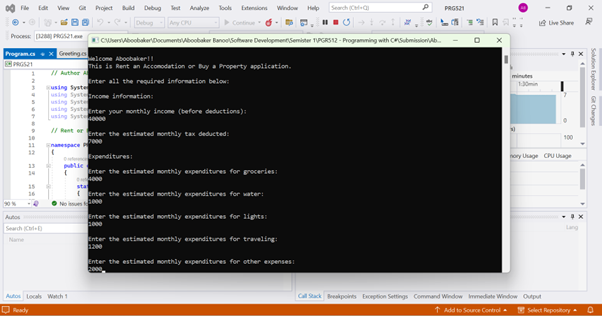 File Edit View Git Project Build Debug Test Analyze Tools Extensions Window Help Search (Ctrl+Q) PRG521
Debug Any CPU Continue Live Share
Process: [3288] PRG521.exe
C:\Users\Aboobaker\Documents\Aboobaker Banoo\Software Development\Semister 1\PGR512 - Programming with C#\Submission\Ab...
Program.cs Greeting.cs
PRG521
1 // Author A
2
3 using System
4 using System
5 using System
6 using System
7 using System
8
9 // Rent or
11 namespace P
12 {
13 public
14 {
15 stat
16 {
90 % No issues f
Welcome Aboobaker!!
This is Rent an Accomodation or Buy a Property application.
Enter all the required information below:
Income information:
Enter your monthly income (before deductions):
40000
Enter the estimated monthly tax deducted:
7000
Expenditures:
Enter the estimated monthly expenditures for groceries:
4000
Enter the estimated monthly expenditures for water:
1000
Enter the estimated monthly expenditures for lights:
1000
Enter the estimated monthly expenditures for traveling:
1200
Enter the estimated monthly expenditures for other expenses:
2000
minutes
1:30min
7
0
100
0
mory Usage CPU Usage
Solution Explorer
Git Changes
Autos
Search (Ctrl+E)
Name
Lang
Autos Locals Watch 1
Call Stack Breakpoints Exception Settings Command Window Immediate Window Output
Ready Add to Source Control Select Repository